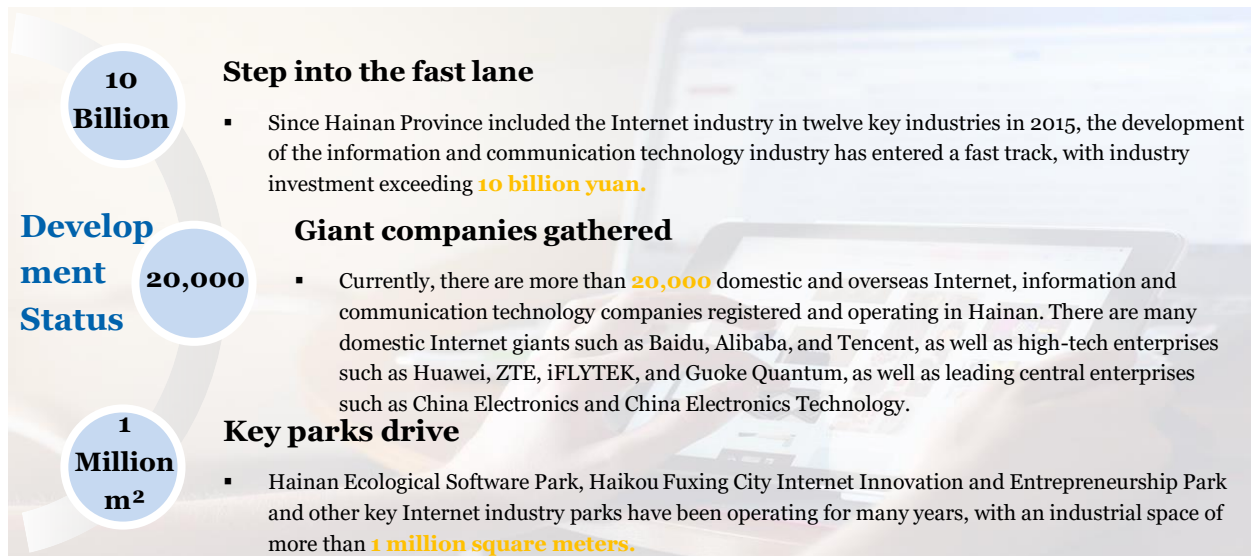 10
Billion
Step into the fast lane
▪ Since Hainan Province included the Internet industry in twelve key industries in 2015, the development
of the information and communication technology industry has entered a fast track, with industry
investment exceeding 10 billion yuan.
Develop
ment
Status
20,000
Giant companies gathered
▪ Currently, there are more than 20,000 domestic and overseas Internet, information and
communication technology companies registered and operating in Hainan. There are many
domestic Internet giants such as Baidu, Alibaba, and Tencent, as well as high-tech enterprises
such as Huawei, ZTE, iFLYTEK, and Guoke Quantum, as well as leading central enterprises
such as China Electronics and China Electronics Technology.
1
Million
m²
Key parks drive
▪ Hainan Ecological Software Park, Haikou Fuxing City Internet Innovation and Entrepreneurship Park
and other key Internet industry parks have been operating for many years, with an industrial space of
more than 1 million square meters.